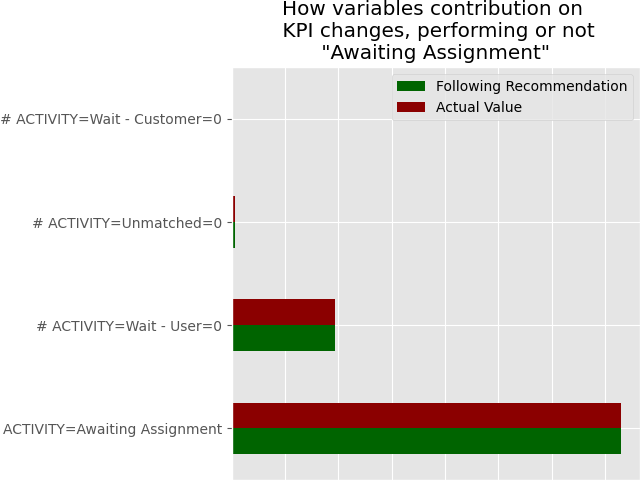 How variables contribution on
KPI changes, performing or not
"Awaiting Assignment"
Following Recommendation
Actual Value
# ACTIVITY=Wait - Customer=0
# ACTIVITY=Unmatched=0
# ACTIVITY=Wait - User=0
ACTIVITY=Awaiting Assignment